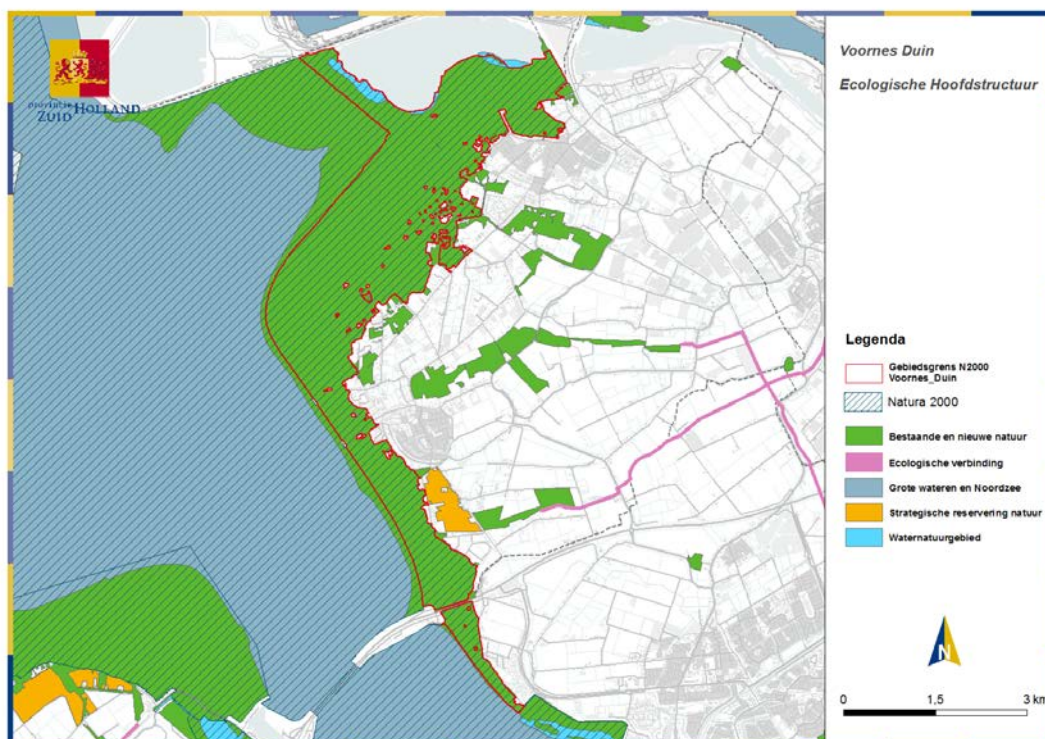 provincie
ZUID HOLLAND
Voornes Duin
Ecologische Hoofdstructuur
Legenda
Gebiedsgrens N2000
Voornes_Duin
Natura 2000
Bestaande en nieuwe natuur
Ecologische verbinding
Grote wateren en Noordzee
Strategische reservering natuur
Waternatuurgebied
N
0 1,5 3 km